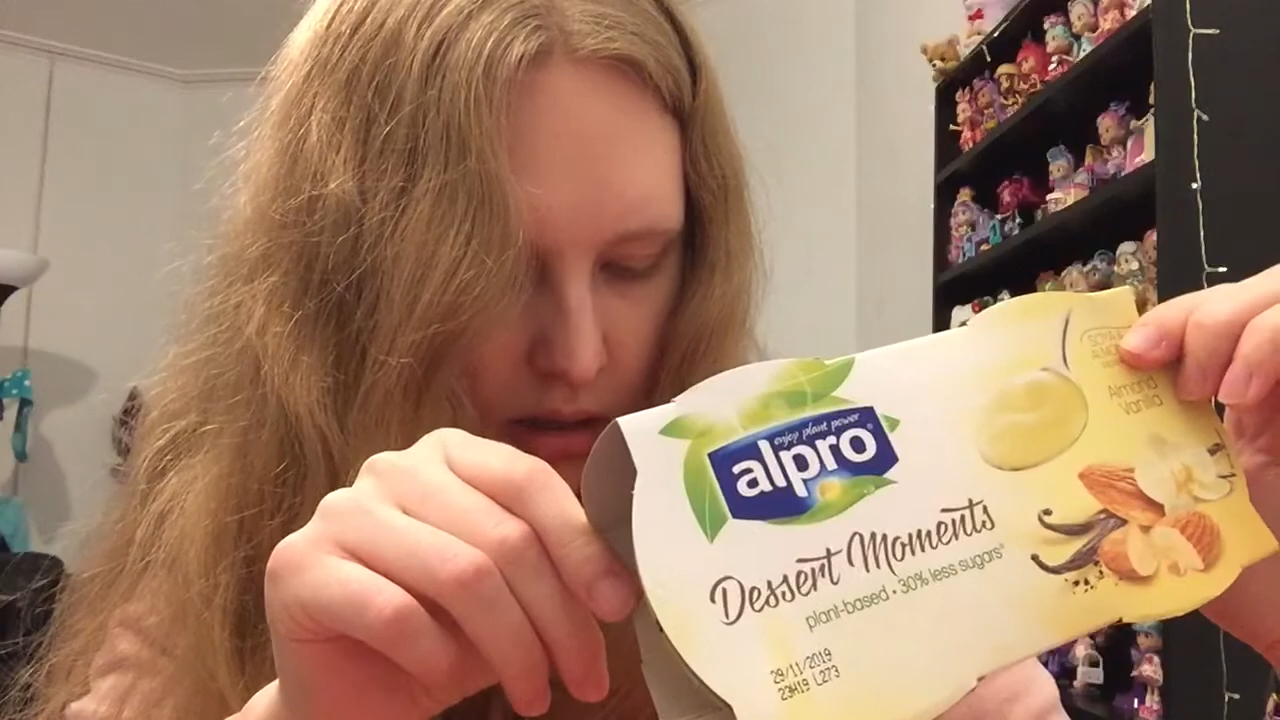 enjoy plant power
alpro®
Dessert Moments
plant-based • 30% less sugars*
Almond
Vanilla
29/11/2019
23H19 L273